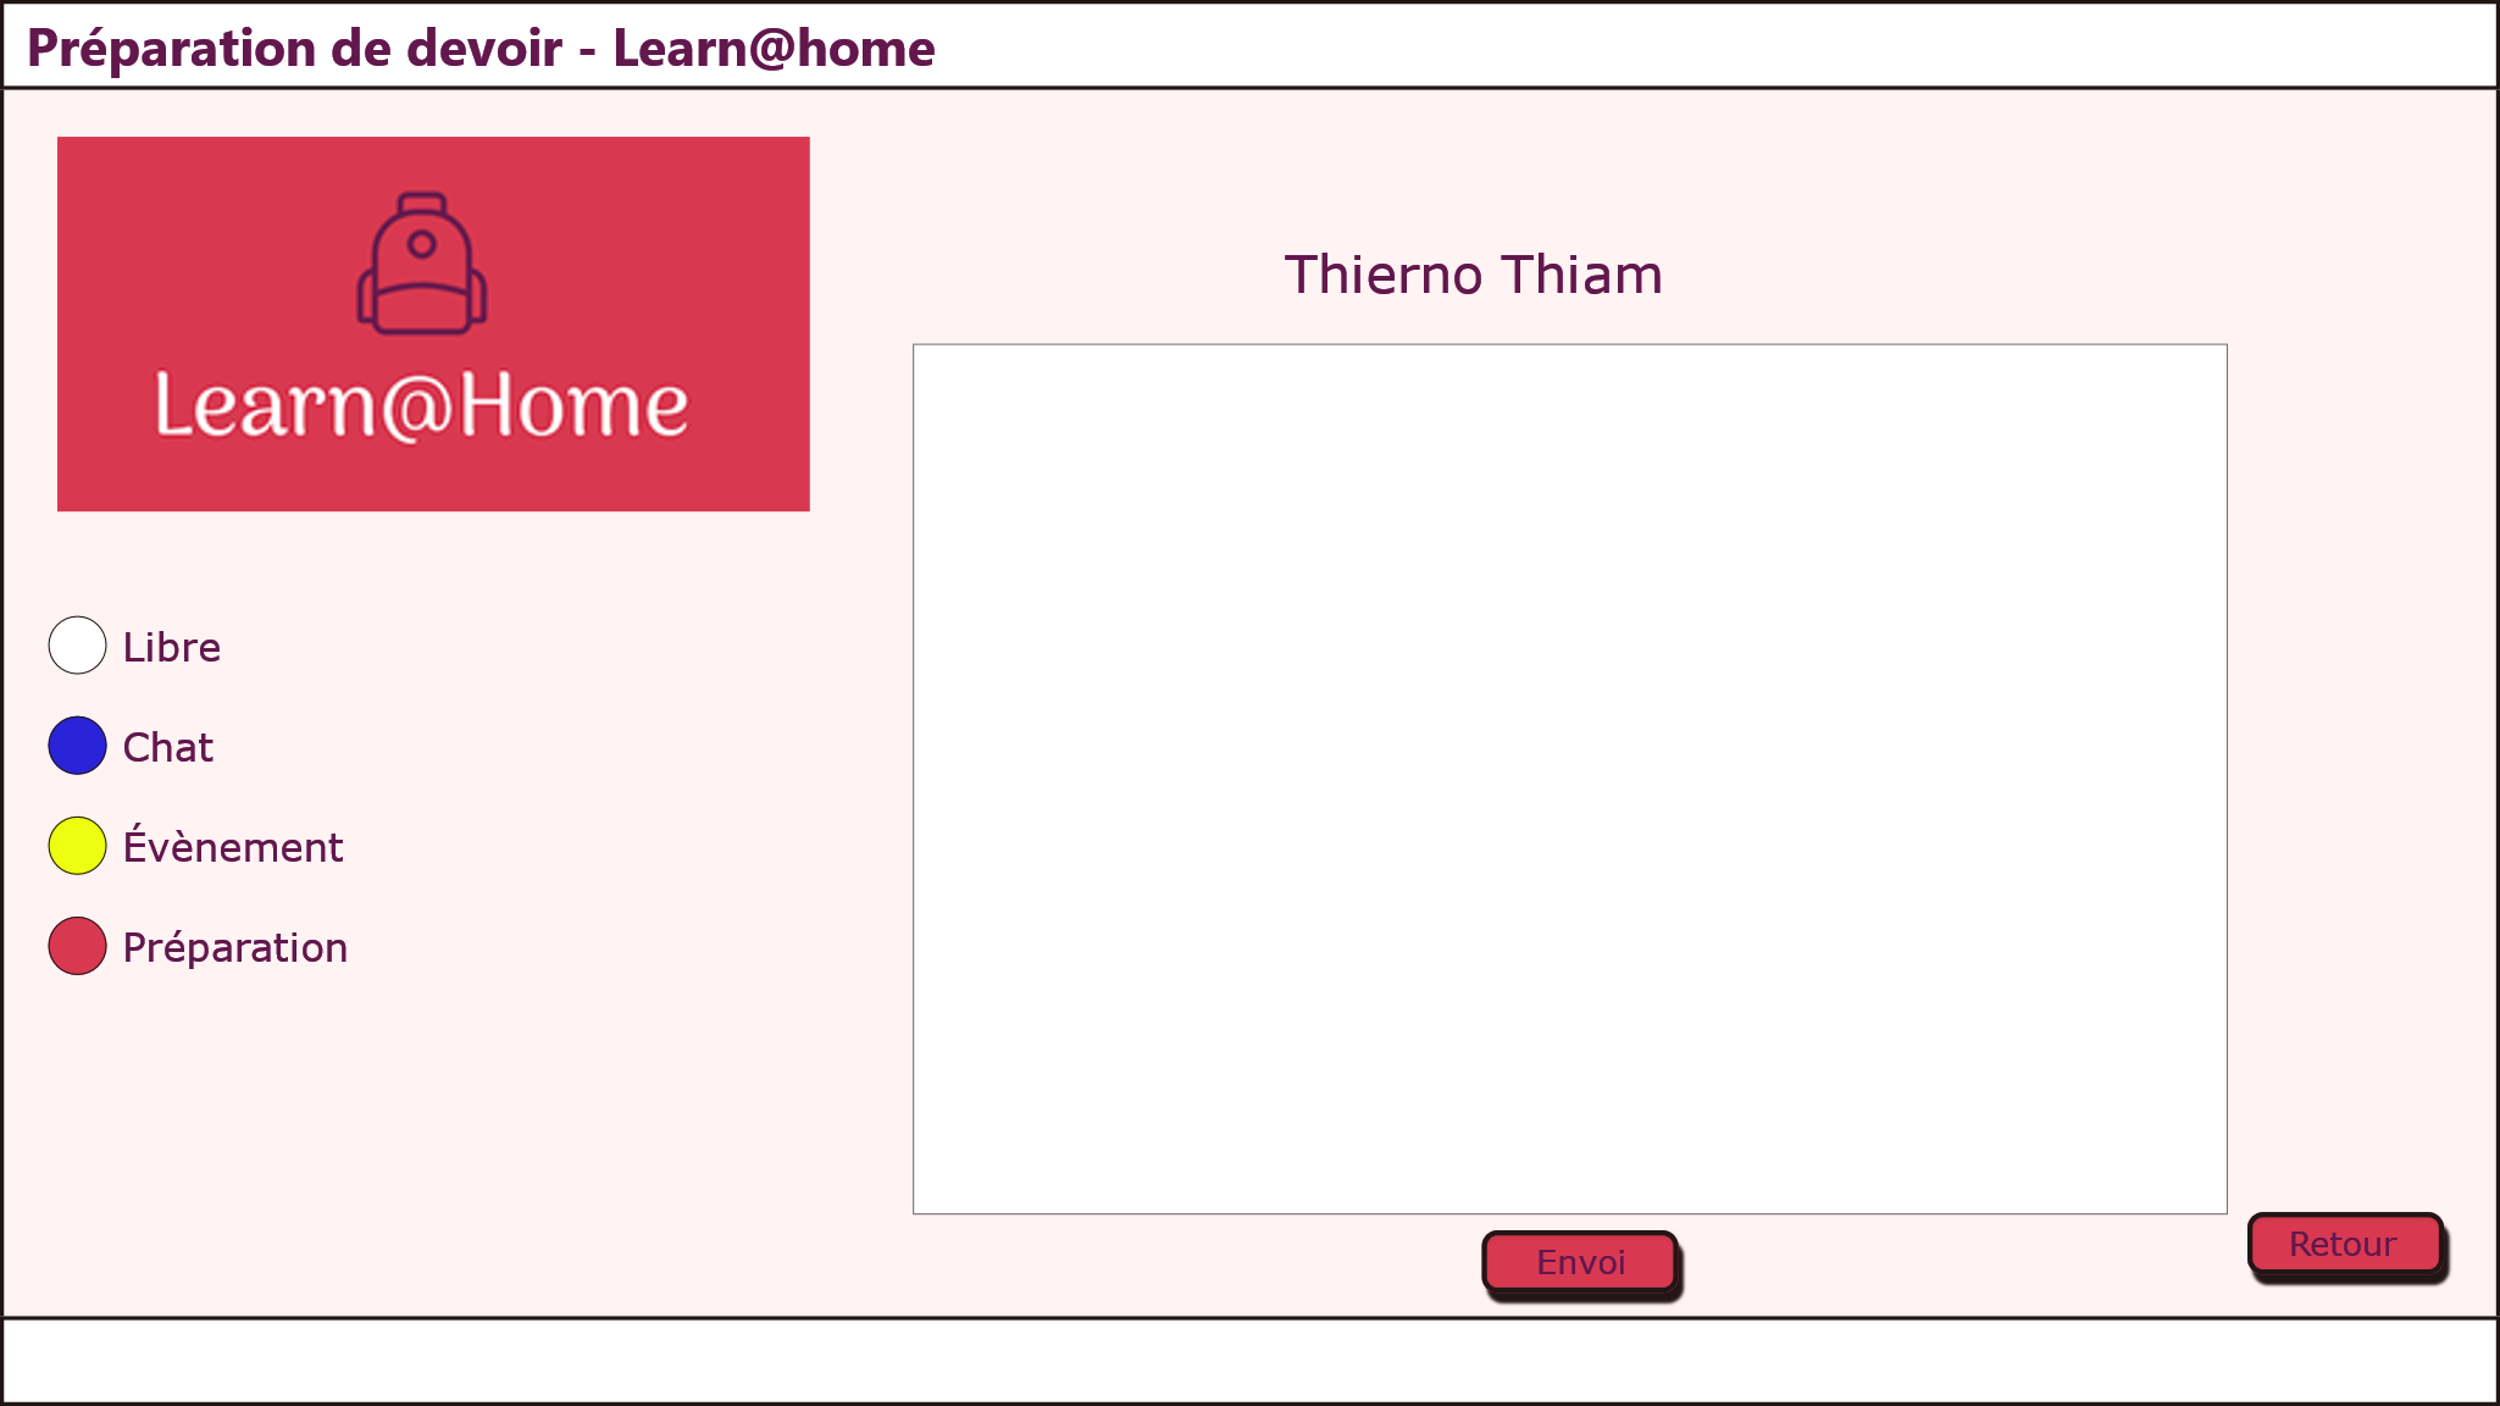 Préparation de devoir - Learn@home
Learn@Home
Thierno Thiam
Libre
Chat
Évènement
Préparation
Envoi
Retour